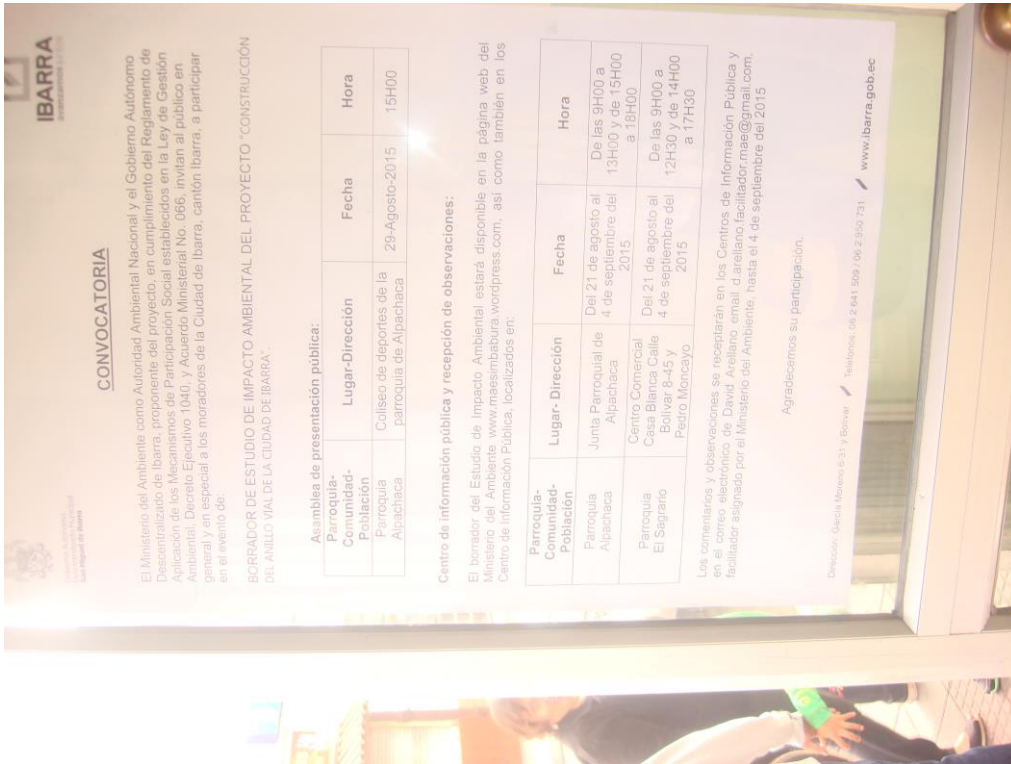 IBARRA
CONVOCATORIA
El Ministerio del Ambiente como Autoridad Ambiental Nacional y el Gobierno Autónomo
Descentralizado de Ibarra, proponente del proyecto, en cumplimiento del Reglamento de
Aplicación de los Mecanismos de Participación Social establecidos en la Ley de Gestión
Ambiental, Decreto Ejecutivo 1040, y Acuerdo Ministerial No. 066, invitan al público en
general y en especial a los moradores de la Ciudad de Ibarra, cantón Ibarra, a participar
en el evento de:
BORRADOR DE ESTUDIO DE IMPACTO AMBIENTAL DEL PROYECTO "CONSTRUCCIÓN
DEL ANILLO VIAL DE LA CIUDAD DE IBARRA".
Asamblea de presentación pública:
Parroquia-
Comunidad-
Población
Lugar-Dirección
Fecha
Hora
Parroquia
Alpachaca
Coliseo de deportes de la
parroquia de Alpachaca
29-Agosto-2015
15H00
Centro de información pública y recepción de observaciones:
El borrador del Estudio de Impacto Ambiental estará disponible en la página web del
Ministerio del Ambiente www.maesimbabura.wordpress.com, así como también en los
Centro de Información Pública, localizados en:
Parroquia-
Comunidad-
Población
Lugar- Dirección
Fecha
Hora
Parroquia
Alpachaca
Junta Parroquial de
Alpachaca
Del 21 de agosto al
4 de septiembre del
2015
De las 9H00 a
13H00 y de 15H00
a 18H00
Parroquia
El Sagrario
Centro Comercial
Casa Blanca Calle
Bolívar 8-45 y
Pedro Moncayo
Del 21 de agosto al
4 de septiembre del
2015
De las 9H00 a
12H30 y de 14H00
a 17H30
Los comentarios y observaciones se receptarán en los Centros de Información Pública y
en el correo electrónico de David Arellano email d.arellano.facilitador.mae@gmail.com,
facilitador asignado por el Ministerio del Ambiente, hasta el 4 de septiembre del 2015
Agradecemos su participación.
Dirección: García Moreno 6-31 y Bolívar / Teléfonos: 06 2 641 509 / 06 2 950 731 / www.ibarra.gob.ec